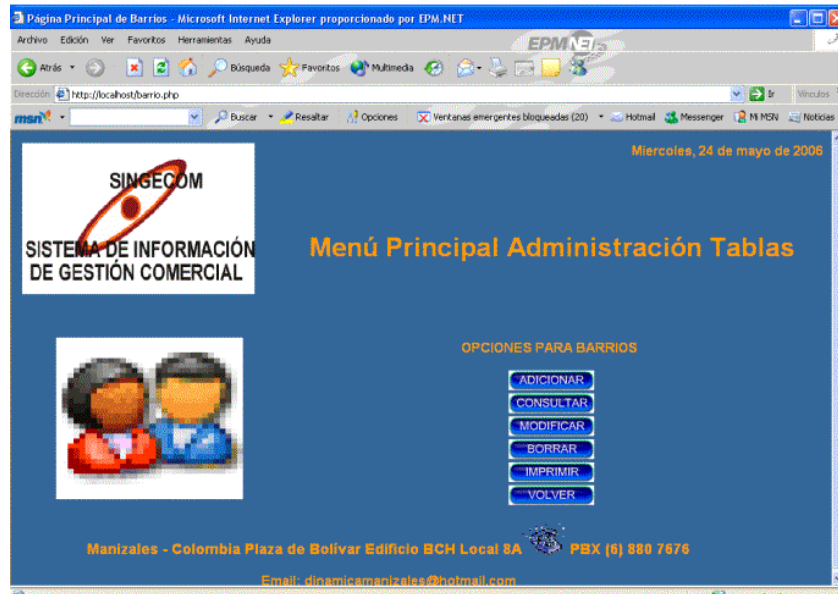 Página Principal de Barrios - Microsoft Internet Explorer proporcionado por EPM.NET
Archivo Edición Ver Favoritos Herramientas Ayuda
EPM NET
Atrás Búsqueda Favoritos Multimedia
Dirección http://localhost/barrio.php Ir Vínculos
msn Buscar Resaltar Opciones Ventanas emergentes bloqueadas (20) Hotmail Messenger Mi MSN Noticias
Miercoles, 24 de mayo de 2006
SINGECOM
SISTEMA DE INFORMACIÓN
DE GESTIÓN COMERCIAL
Menú Principal Administración Tablas
OPCIONES PARA BARRIOS
ADICIONAR
CONSULTAR
MODIFICAR
BORRAR
IMPRIMIR
VOLVER
Manizales - Colombia Plaza de Bolívar Edificio BCH Local 8A PBX (6) 880 7676
Email: dinamicamanizales@hotmail.com